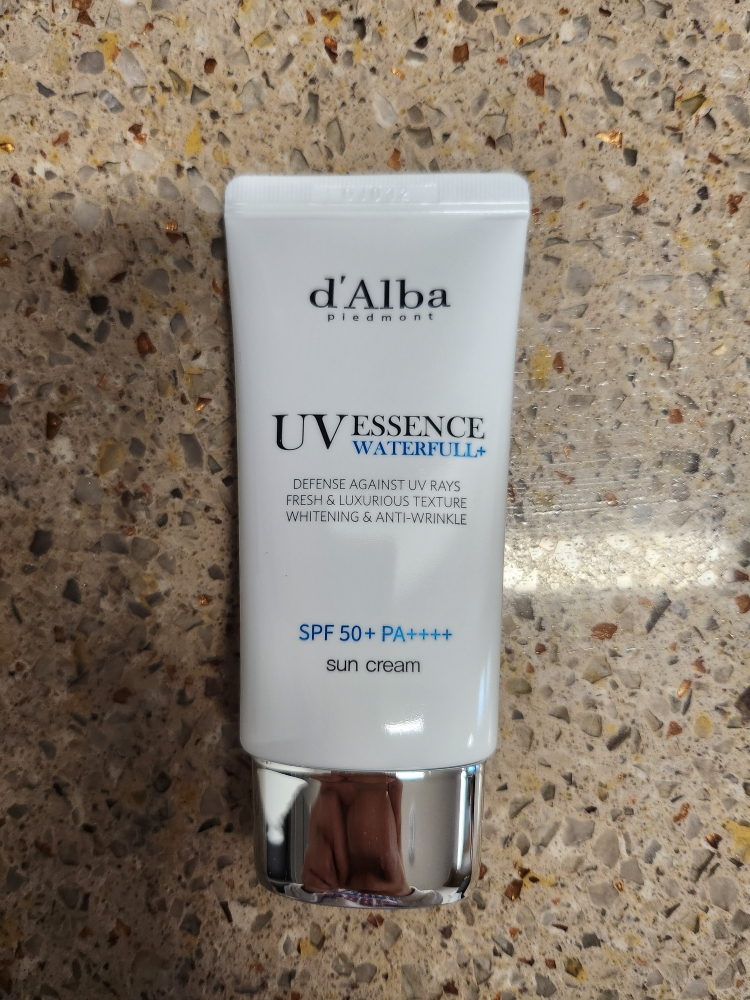 d'Alba
piedmont
UV ESSENCE
WATERFULL+
DEFENSE AGAINST UV RAYS
FRESH & LUXURIOUS TEXTURE
WHITENING & ANTI-WRINKLE
SPF 50+ PA++++
sun cream